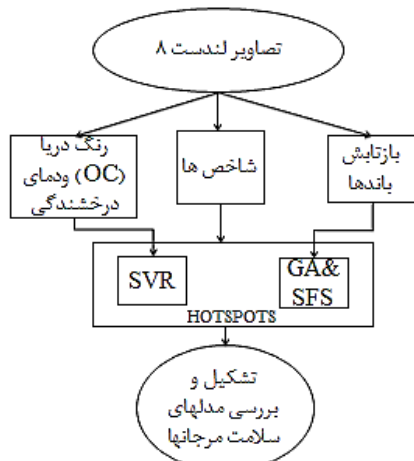 تصاویر لندست ۸
رنگ دریا
(OC) ودمای
درخشندگی
شاخص ها
بازتابش
باندها
SVR
GA&
SFS
HOTSPOTS
تشکیل و
بررسی مدلهای
سلامت مرجانها